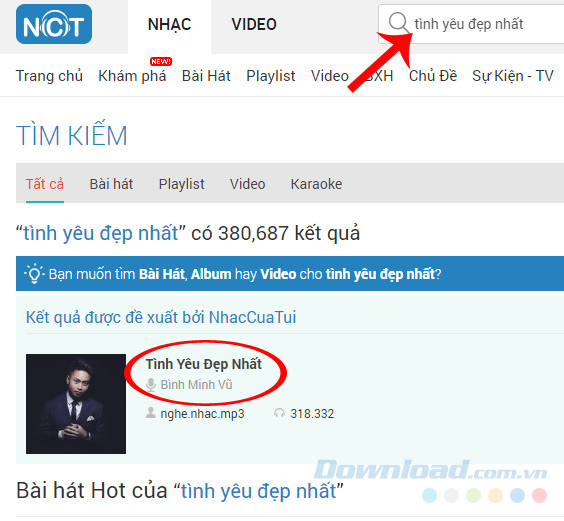 NCT
NHẠC
VIDEO
tình yêu đẹp nhất
NEW!
Trang chủ Khám phá Bài Hát Playlist Video BXH Chủ Đề Sự Kiện - TV
TÌM KIẾM
Tất cả Bài hát Playlist Video Karaoke
“tình yêu đẹp nhất” có 380,687 kết quả
Bạn muốn tìm Bài Hát, Album hay Video cho tình yêu đẹp nhất?
Kết quả được đề xuất bởi NhacCuaTui
Tình Yêu Đẹp Nhất
Bình Minh Vũ
nghe.nhac.mp3 318.332
Download.com.vn
Bài hát Hot của “tình yêu đẹp nhất”